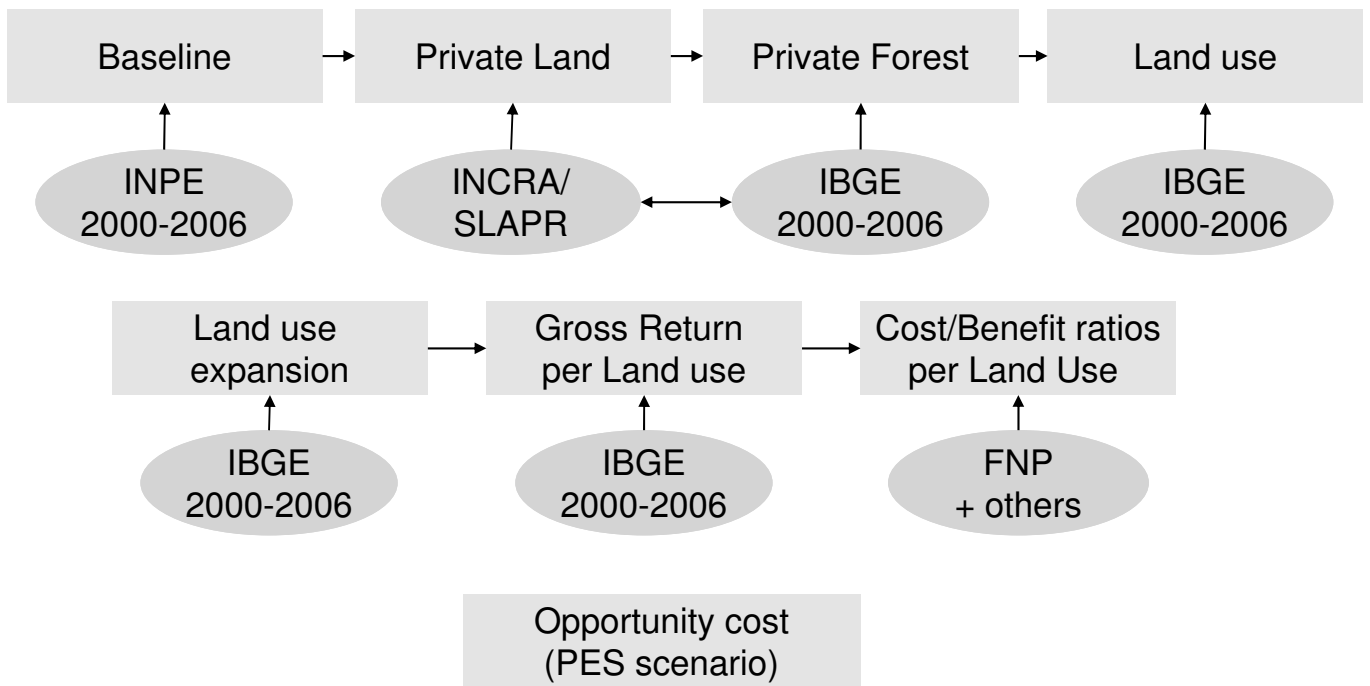 Baseline
Private Land
Private Forest
Land use
INPE
2000-2006
INCRA/
SLAPR
IBGE
2000-2006
IBGE
2000-2006
Land use
expansion
Gross Return
per Land use
Cost/Benefit ratios
per Land Use
IBGE
2000-2006
IBGE
2000-2006
FNP
+ others
Opportunity cost
(PES scenario)